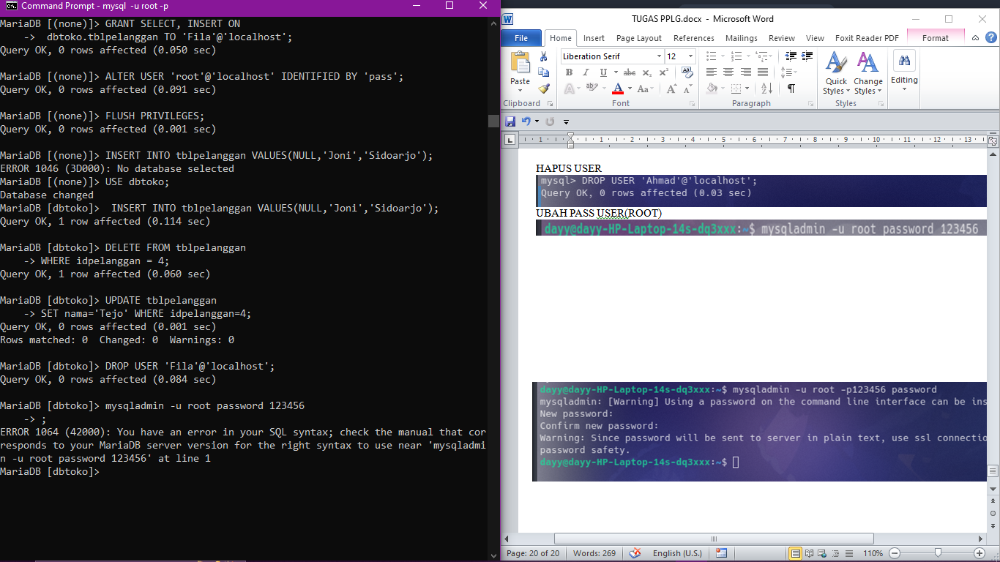 Command Prompt - mysql  -u root -p
MariaDB [(none)]> GRANT SELECT, INSERT ON
    ->  dbtoko.tblpelanggan TO 'Fila'@'localhost';
Query OK, 0 rows affected (0.050 sec)
MariaDB [(none)]> ALTER USER 'root'@'localhost' IDENTIFIED BY 'pass';
Query OK, 0 rows affected (0.091 sec)
MariaDB [(none)]> FLUSH PRIVILEGES;
Query OK, 0 rows affected (0.001 sec)
MariaDB [(none)]> INSERT INTO tblpelanggan VALUES(NULL,'Joni','Sidoarjo');
ERROR 1046 (3D000): No database selected
MariaDB [(none)]> USE dbtoko;
Database changed
MariaDB [dbtoko]>  INSERT INTO tblpelanggan VALUES(NULL,'Joni','Sidoarjo');
Query OK, 1 row affected (0.114 sec)
MariaDB [dbtoko]> DELETE FROM tblpelanggan
    -> WHERE idpelanggan = 4;
Query OK, 1 row affected (0.060 sec)
MariaDB [dbtoko]> UPDATE tblpelanggan
    -> SET nama='Tejo' WHERE idpelanggan=4;
Query OK, 0 rows affected (0.001 sec)
Rows matched: 0  Changed: 0  Warnings: 0
MariaDB [dbtoko]> DROP USER 'Fila'@'localhost';
Query OK, 0 rows affected (0.084 sec)
MariaDB [dbtoko]> mysqladmin -u root password 123456
    -> ;
ERROR 1064 (42000): You have an error in your SQL syntax; check the manual that cor
responds to your MariaDB server version for the right syntax to use near 'mysqladmi
n -u root password 123456' at line 1
MariaDB [dbtoko]>
TUGAS PPLG.docx  -  Microsoft Word
File Home Insert Page Layout References Mailings Review View Foxit Reader PDF Format
Liberation Serif 12
Paste
Quick Styles
Change Styles
Editing
Clipboard Font Paragraph Styles
1 1 2 3 4 5 6 7 8 9 10 11 12 13
HAPUS USER
mysql> DROP USER 'Ahmad'@'localhost';
Query OK, 0 rows affected (0.03 sec)
UBAH PASS USER(ROOT)
dayy@dayy-HP-Laptop-14s-dq3xxx:~$ mysqladmin -u root password 123456
dayy@dayy-HP-Laptop-14s-dq3xxx:~$ mysqladmin -u root -p123456 password
mysqladmin: [Warning] Using a password on the command line interface can be ins
New password:
Confirm new password:
Warning: Since password will be sent to server in plain text, use ssl connectio
password safety.
dayy@dayy-HP-Laptop-14s-dq3xxx:~$
Page: 20 of 20 Words: 269 English (U.S.) 110%